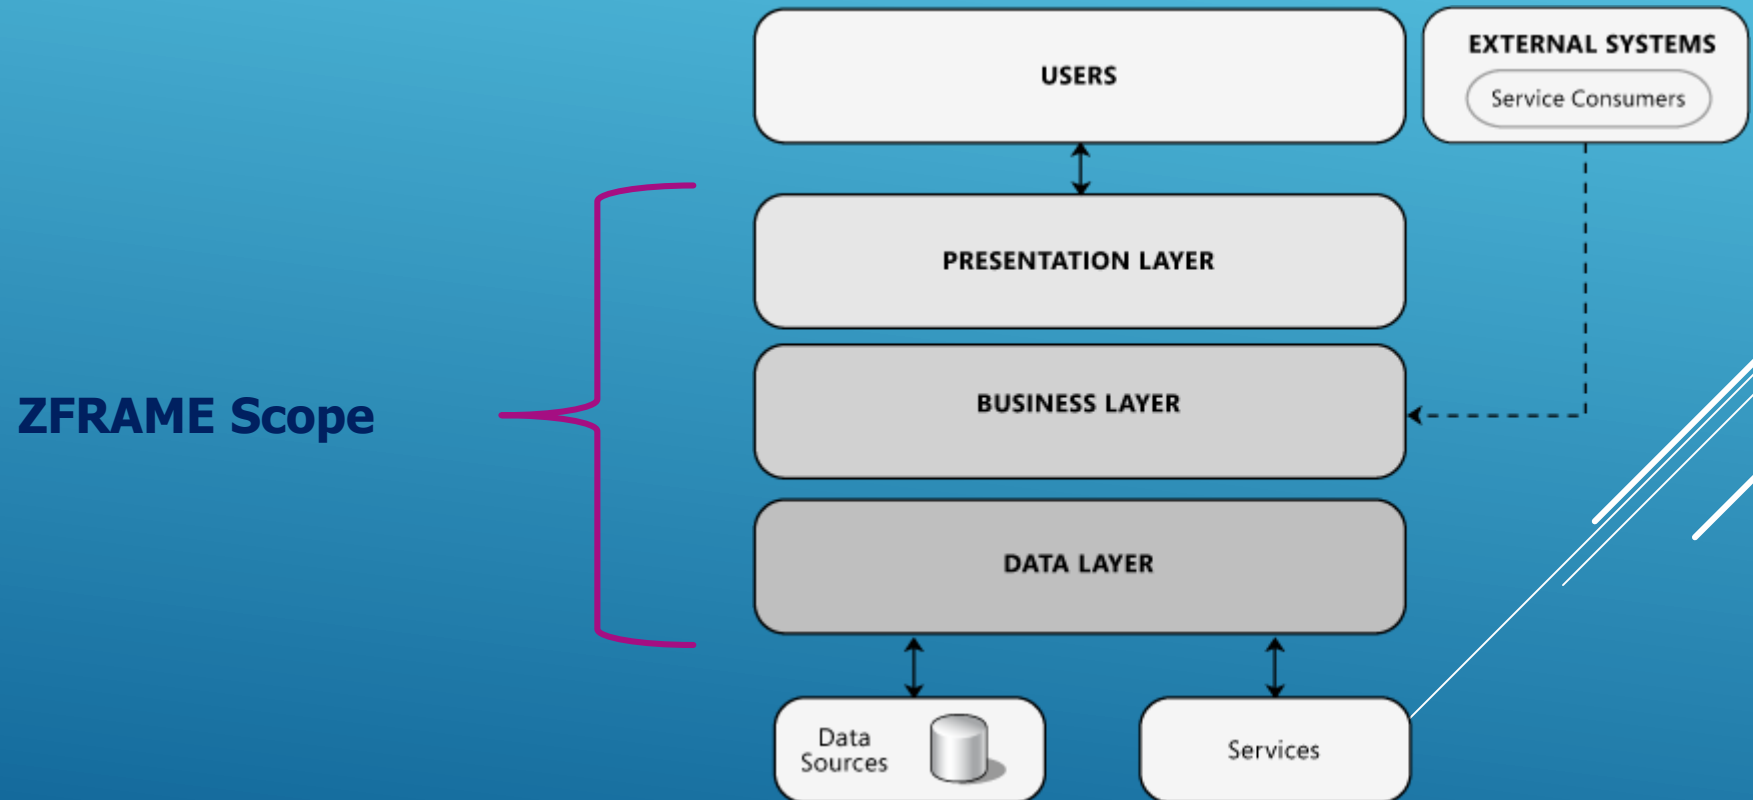 USERS
EXTERNAL SYSTEMS
Service Consumers
PRESENTATION LAYER
ZFRAME Scope
BUSINESS LAYER
DATA LAYER
Data
Sources
Services